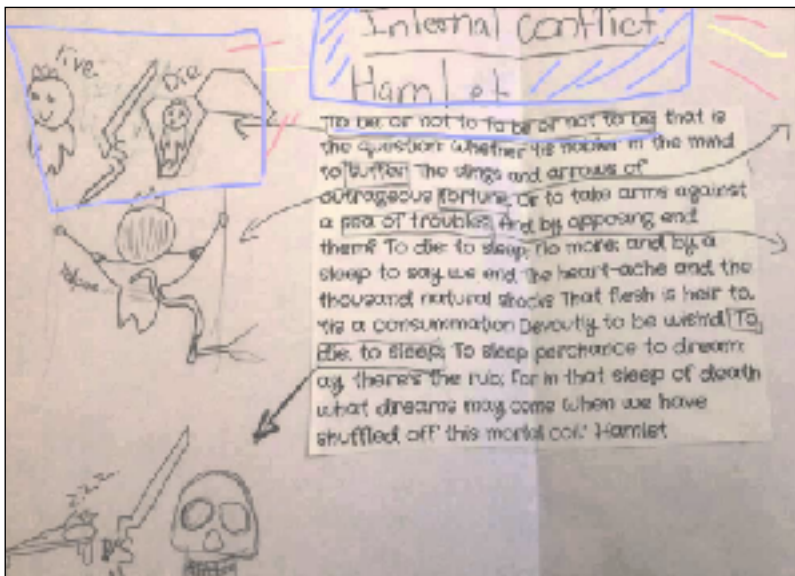 Internal conflict
Hamlet
live
Die
To be, or not to To be or not to be, that is
the question: Whether 'tis nobler in the mind
to suffer The slings and arrows of
outrageous fortune, Or to take arms against
a sea of troubles, And by opposing end
them? To die: to sleep; No more; and by a
sleep to say we end The heart-ache and the
thousand natural shocks That flesh is heir to,
'tis a consummation Devoutly to be wish'd. To
die, to sleep; To sleep perchance to dream:
ay, there's the rub; For in that sleep of death
what dreams may come When we have
shuffled off this mortal coil.' Hamlet
z.z.z